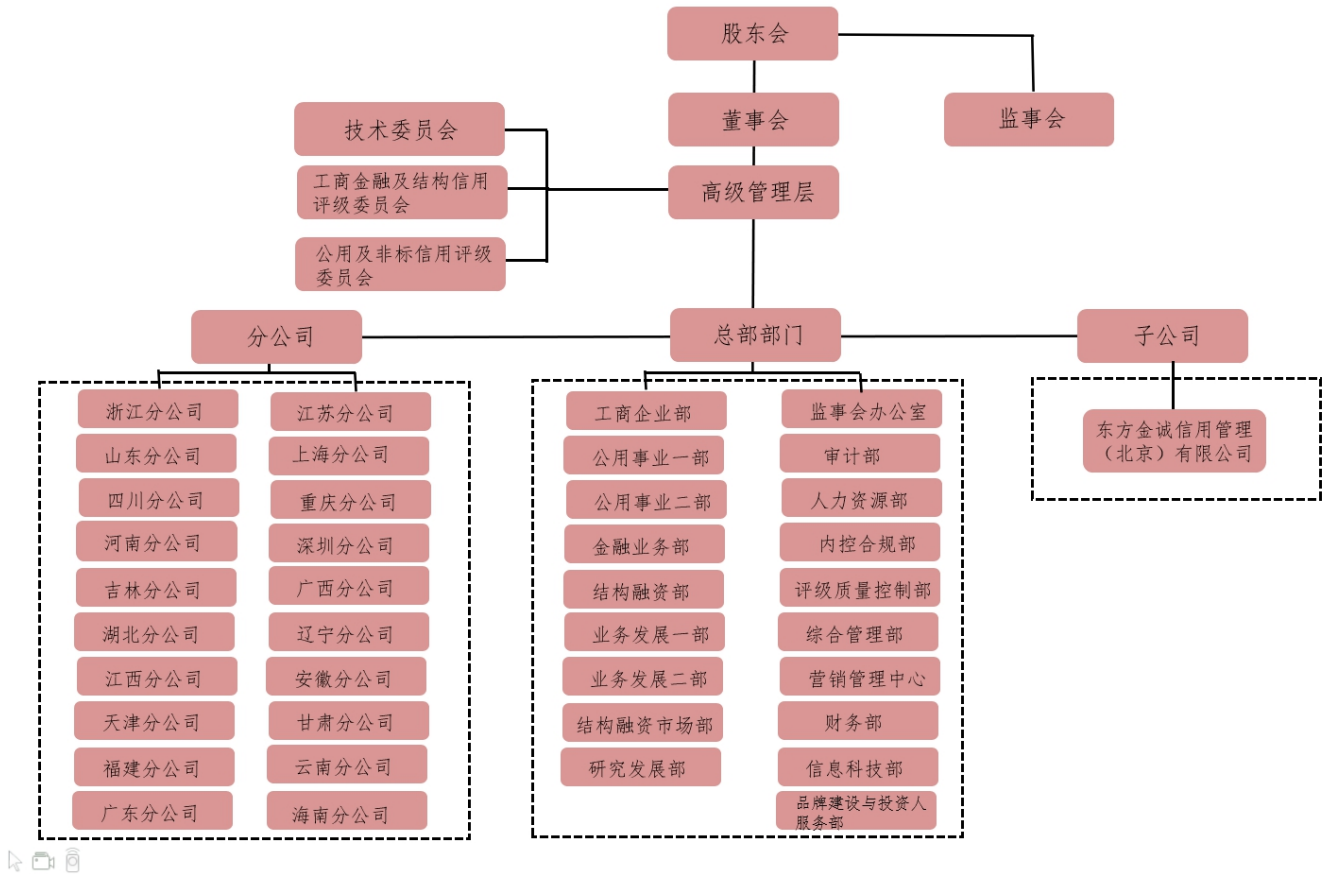 股东会
董事会
监事会
技术委员会
工商金融及结构信用
评级委员会
高级管理层
公用及非标信用评级
委员会
分公司
总部部门
子公司
浙江分公司
江苏分公司
山东分公司
上海分公司
四川分公司
重庆分公司
河南分公司
深圳分公司
吉林分公司
广西分公司
湖北分公司
辽宁分公司
江西分公司
安徽分公司
天津分公司
甘肃分公司
福建分公司
云南分公司
广东分公司
海南分公司
工商企业部
监事会办公室
公用事业一部
审计部
公用事业二部
人力资源部
金融业务部
内控合规部
结构融资部
评级质量控制部
业务发展一部
综合管理部
业务发展二部
营销管理中心
结构融资市场部
财务部
研究发展部
信息科技部
品牌建设与投资人
服务部
东方金诚信用管理
（北京）有限公司